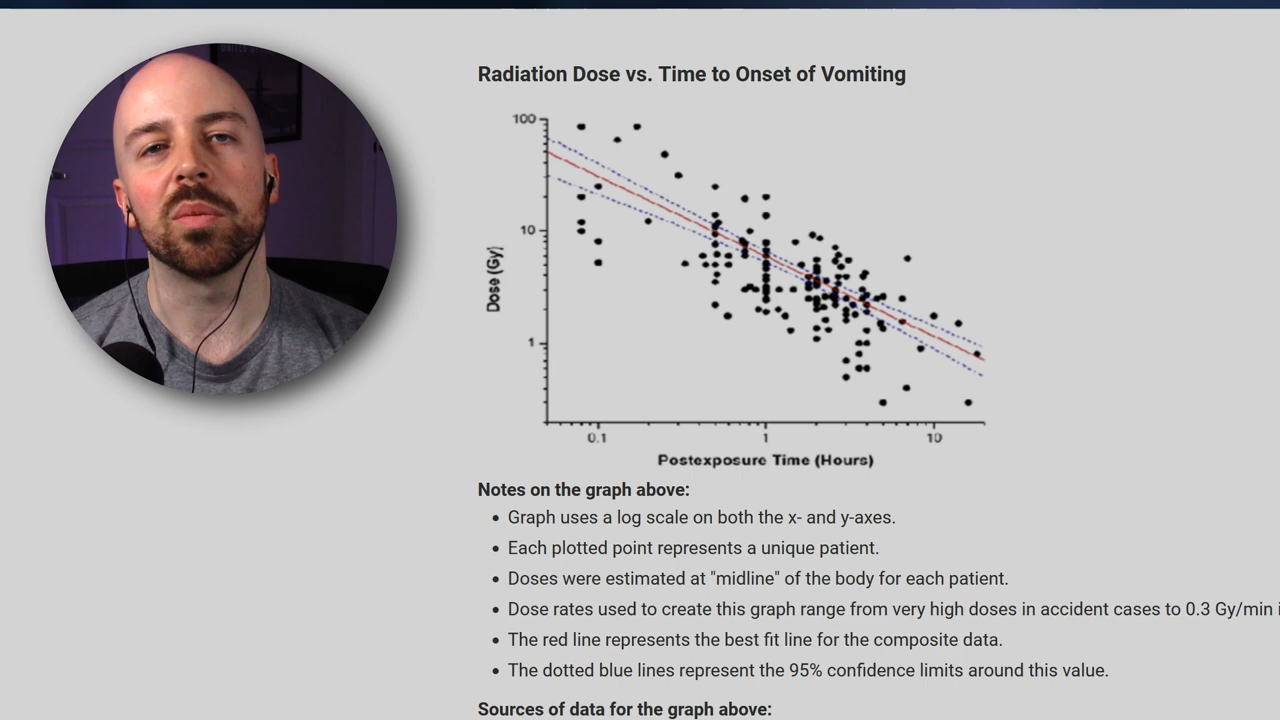 Radiation Dose vs. Time to Onset of Vomiting
100
10
1
Dose (Gy)
0.1 1 10
Postexposure Time (Hours)
Notes on the graph above:
• Graph uses a log scale on both the x- and y-axes.
• Each plotted point represents a unique patient.
• Doses were estimated at "midline" of the body for each patient.
• Dose rates used to create this graph range from very high doses in accident cases to 0.3 Gy/min
• The red line represents the best fit line for the composite data.
• The dotted blue lines represent the 95% confidence limits around this value.
Sources of data for the graph above: